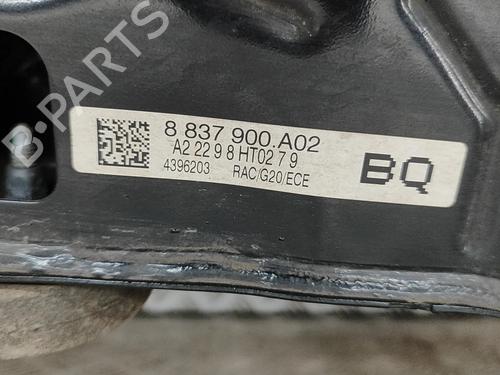 B-PARTS
8 837 900.A02
A2 22 9 8 HT02 7 9
4396203 RAC/G20/ECE
BQ